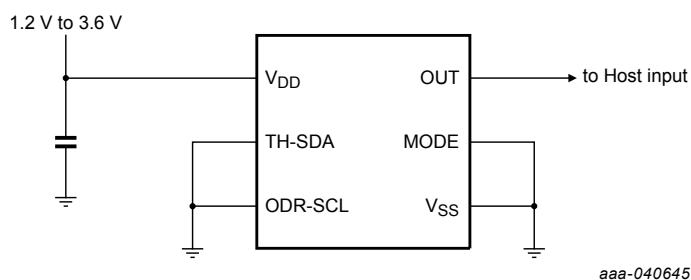 1.2 V to 3.6 V
VDD
OUT
to Host input
TH-SDA
MODE
ODR-SCL
VSS
aaa-040645